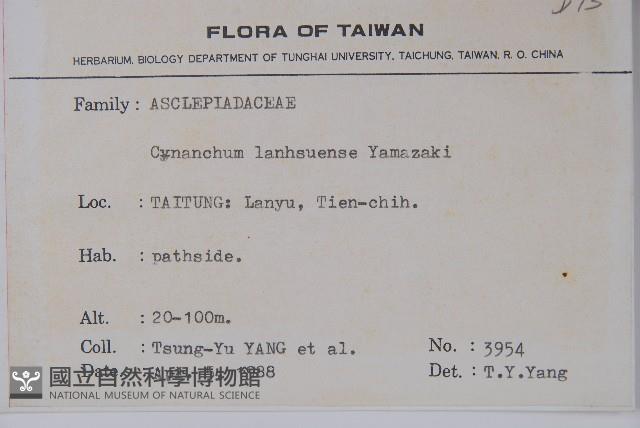 FLORA OF TAIWAN
HERBARIUM, BIOLOGY DEPARTMENT OF TUNGHAI UNIVERSITY, TAICHUNG, TAIWAN, R. O. CHINA
Family : ASCLEPIADACEAE
Cynanchum lanhsuense Yamazaki
Loc. : TAITUNG: Lanyu, Tien-chih.
Hab. : pathside.
Alt. : 20-100m.
Coll. : Tsung-Yu YANG et al. No. : 3954
Date 1988 Det. : T.Y.Yang
國立自然科學博物館
NATIONAL MUSEUM OF NATURAL SCIENCE